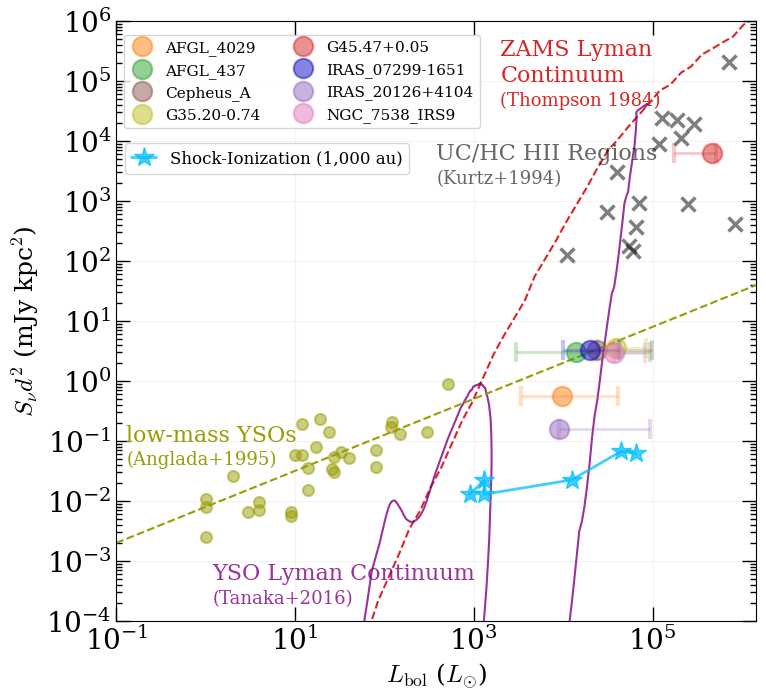 10^6
10^5
10^4
10^3
10^2
10^1
10^0
10^−1
10^−2
10^−3
10^−4
S_ν d^2 (mJy kpc^2)
AFGL_4029
AFGL_437
Cepheus_A
G35.20-0.74
G45.47+0.05
IRAS_07299-1651
IRAS_20126+4104
NGC_7538_IRS9
Shock-Ionization (1,000 au)
ZAMS Lyman
Continuum
(Thompson 1984)
UC/HC HII Regions
(Kurtz+1994)
low-mass YSOs
(Anglada+1995)
YSO Lyman Continuum
(Tanaka+2016)
10^−1
10^1
10^3
10^5
L_bol (L_⊙)